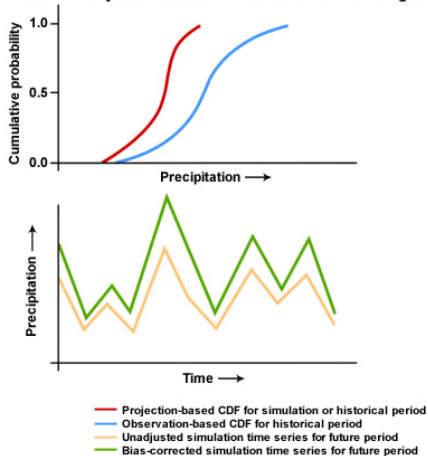 1.0
Cumulative probability
0.5
0.0
Precipitation
Precipitation
Time
Projection-based CDF for simulation or historical period
Observation-based CDF for historical period
Unadjusted simulation time series for future period
Bias-corrected simulation time series for future period